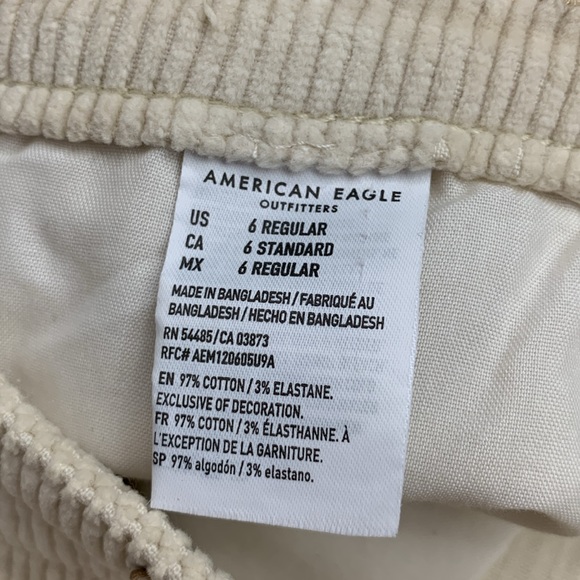 AMERICAN EAGLE
OUTFITTERS
US 6 REGULAR
CA 6 STANDARD
MX 6 REGULAR
MADE IN BANGLADESH / FABRIQUÉ AU
BANGLADESH / HECHO EN BANGLADESH
RN 54485/CA 03873
RFC# AEM120605U9A
EN 97% COTTON / 3% ELASTANE.
EXCLUSIVE OF DECORATION.
FR 97% COTON / 3% ÉLASTHANNE. À
L'EXCEPTION DE LA GARNITURE.
SP 97% algodón / 3% elastano.